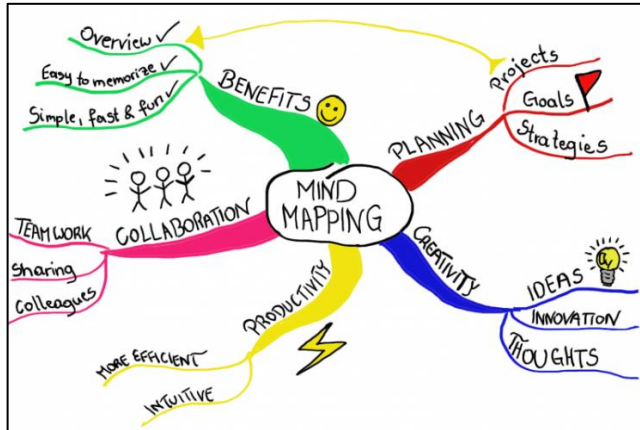 MIND
MAPPING
BENEFITS
Overview
Easy to memorize
Simple, fast & fun
PLANNING
Projects
Goals
Strategies
CREATIVITY
IDEAS
INNOVATION
THOUGHTS
PRODUCTIVITY
MORE EFFICIENT
INTUITIVE
COLLABORATION
TEAMWORK
Sharing
Colleagues